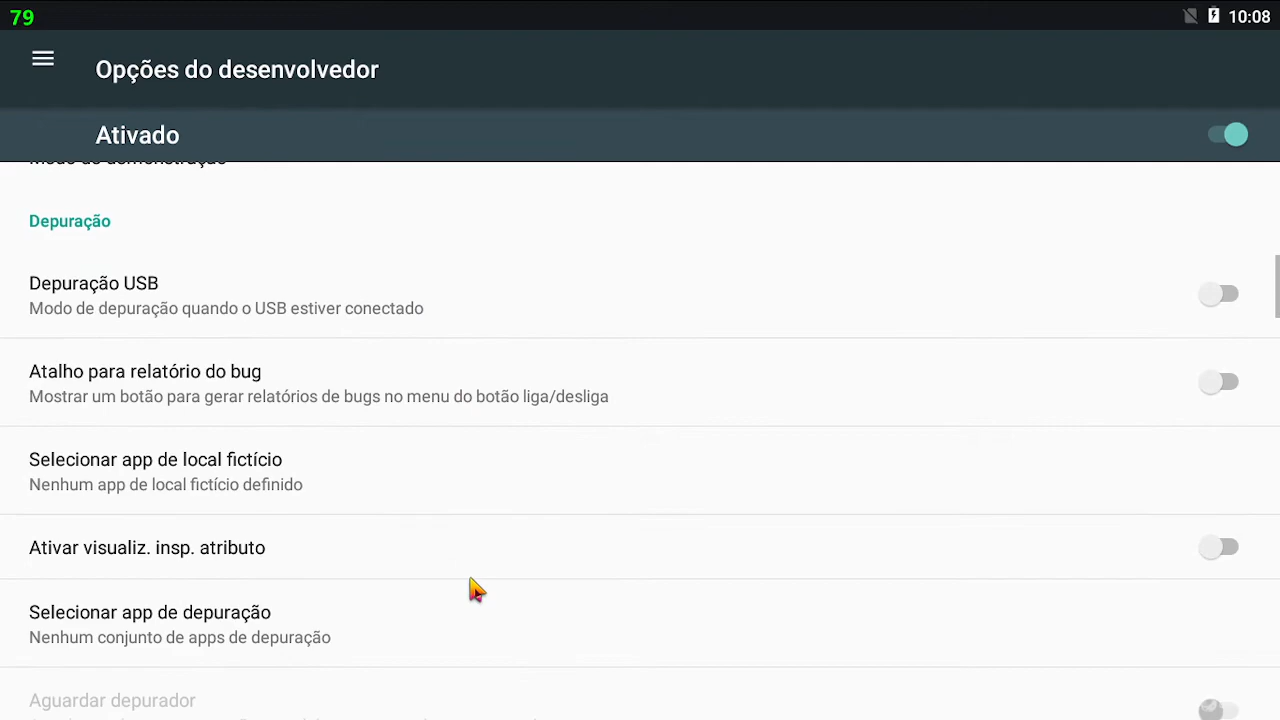 79
10:08
Opções do desenvolvedor
Ativado
Depuração
Depuração USB
Modo de depuração quando o USB estiver conectado
Atalho para relatório do bug
Mostrar um botão para gerar relatórios de bugs no menu do botão liga/desliga
Selecionar app de local fictício
Nenhum app de local fictício definido
Ativar visualiz. insp. atributo
Selecionar app de depuração
Nenhum conjunto de apps de depuração
Aguardar depurador